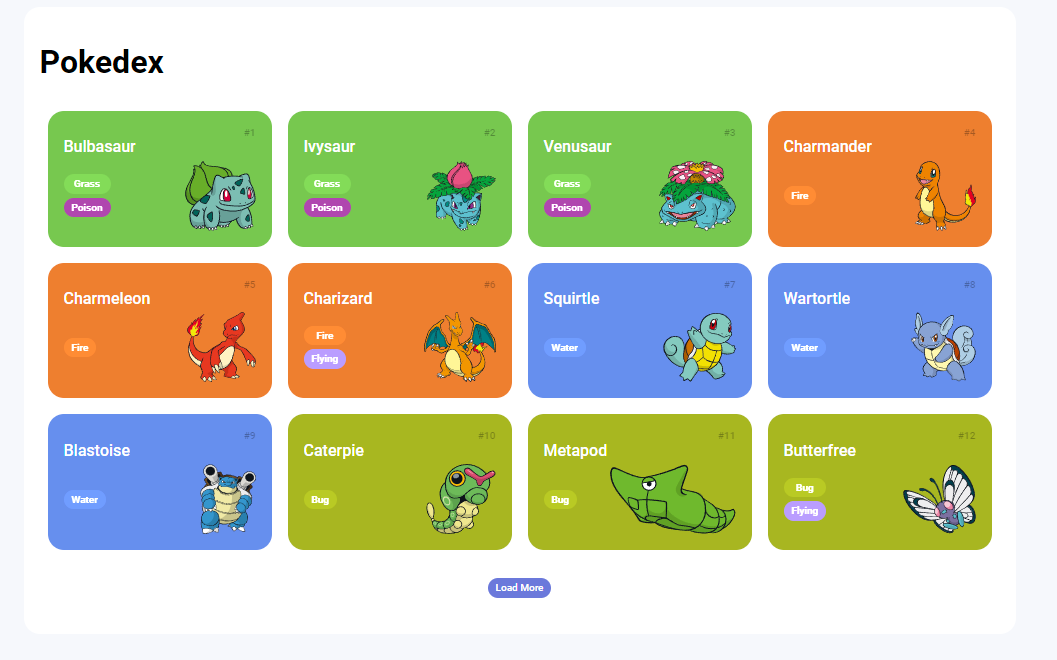 Pokedex
#1
Bulbasaur
Grass
Poison
#2
Ivysaur
Grass
Poison
#3
Venusaur
Grass
Poison
#4
Charmander
Fire
#5
Charmeleon
Fire
#6
Charizard
Fire
Flying
#7
Squirtle
Water
#8
Wartortle
Water
#9
Blastoise
Water
#10
Caterpie
Bug
#11
Metapod
Bug
#12
Butterfree
Bug
Flying
Load More